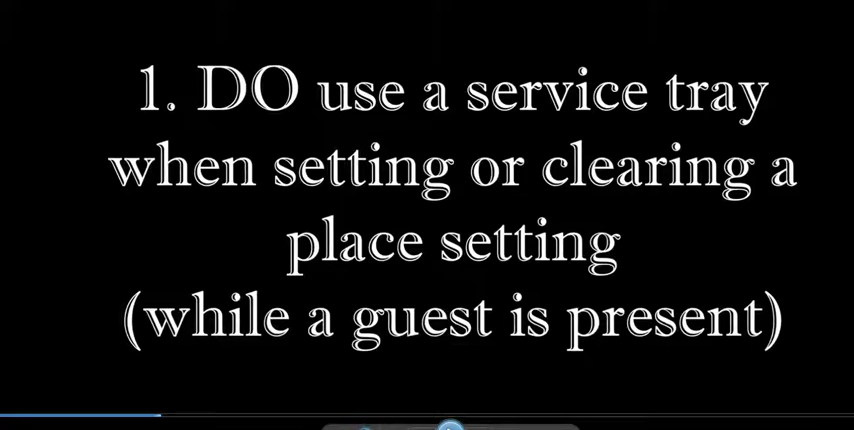 1. DO use a service tray
when setting or clearing a
place setting
(while a guest is present)